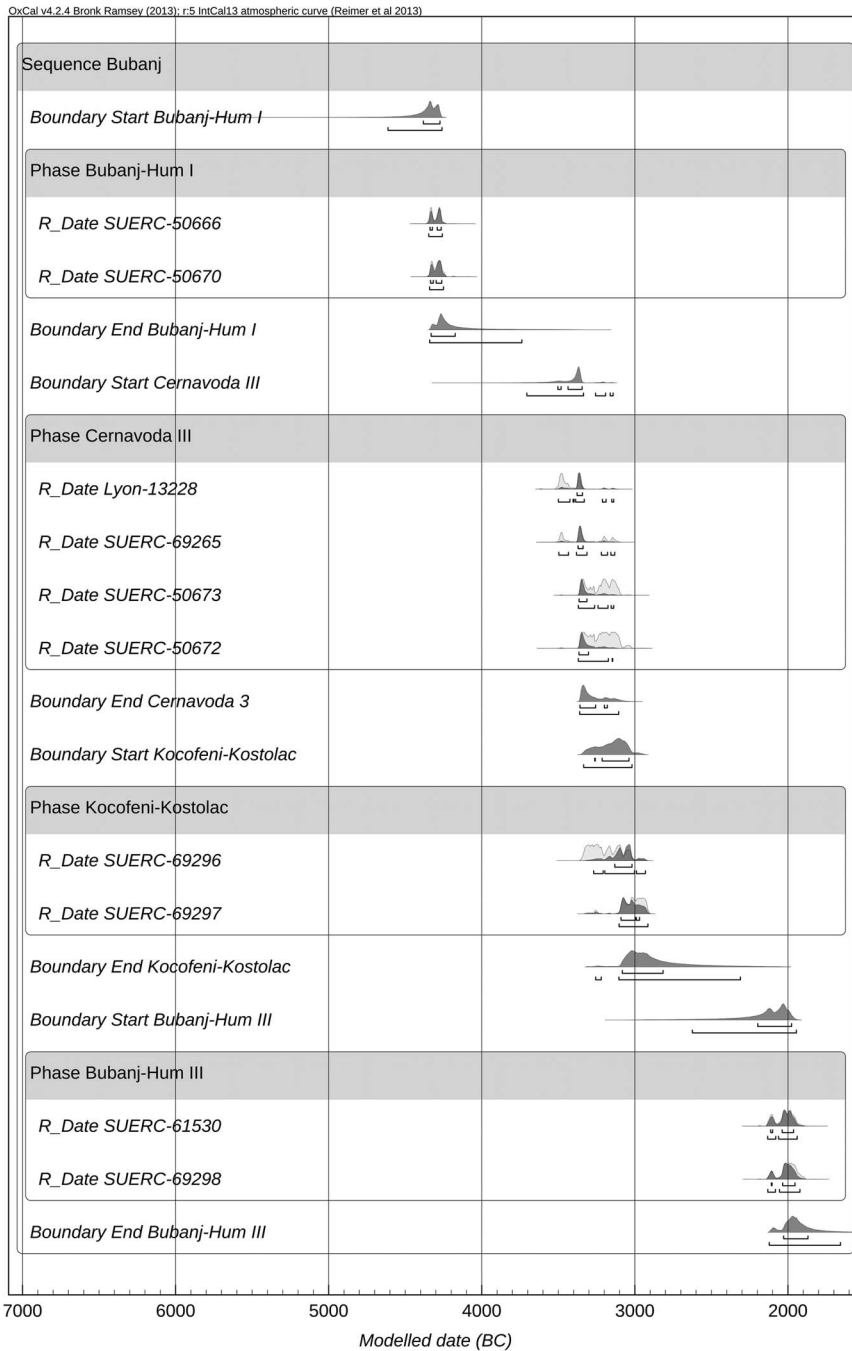 OxCal v4.2.4 Bronk Ramsey (2013); r:5 IntCal13 atmospheric curve (Reimer et al 2013)
Sequence Bubanj
Boundary Start Bubanj-Hum I
Phase Bubanj-Hum I
R_Date SUERC-50666
R_Date SUERC-50670
Boundary End Bubanj-Hum I
Boundary Start Cernavoda III
Phase Cernavoda III
R_Date Lyon-13228
R_Date SUERC-69265
R_Date SUERC-50673
R_Date SUERC-50672
Boundary End Cernavoda 3
Boundary Start Kocofeni-Kostolac
Phase Kocofeni-Kostolac
R_Date SUERC-69296
R_Date SUERC-69297
Boundary End Kocofeni-Kostolac
Boundary Start Bubanj-Hum III
Phase Bubanj-Hum III
R_Date SUERC-61530
R_Date SUERC-69298
Boundary End Bubanj-Hum III
7000 6000 5000 4000 3000 2000
Modelled date (BC)